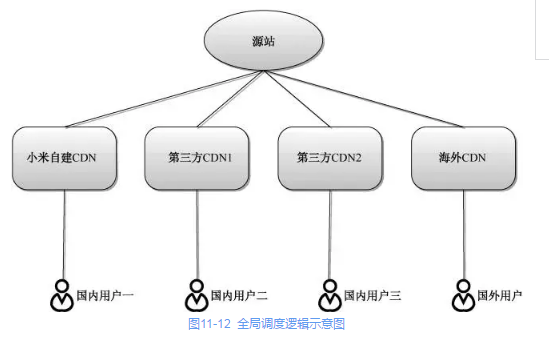 源站
小米自建CDN
第三方CDN1
第三方CDN2
海外CDN
国内用户一
国内用户二
国内用户三
国外用户
图11-12 全局调度逻辑示意图